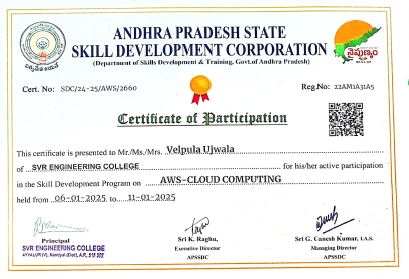 ANDHRA PRADESH STATE
SKILL DEVELOPMENT CORPORATION
(Department of Skills Development & Training, Govt.of Andhra Pradesh)
నైపుణ్యం
Cert. No: SDC/24-25/AWS/2660
Reg.No: 22AM1A31A5
Certificate of Participation
This certificate is presented to Mr./Ms./Mrs. Velpula Ujwala
of SVR ENGINEERING COLLEGE for his/her active participation
in the Skill Development Program on AWS-CLOUD COMPUTING
held from 06-01-2025 to 11-01-2025
Principal
SVR ENGINEERING COLLEGE
AYYALUR (V), Nandyal (Dist), A.P., 518 502
Sri K. Raghu,
Executive Director
APSSDC
Sri G. Ganesh Kumar, I.A.S.
Managing Director
APSSDC